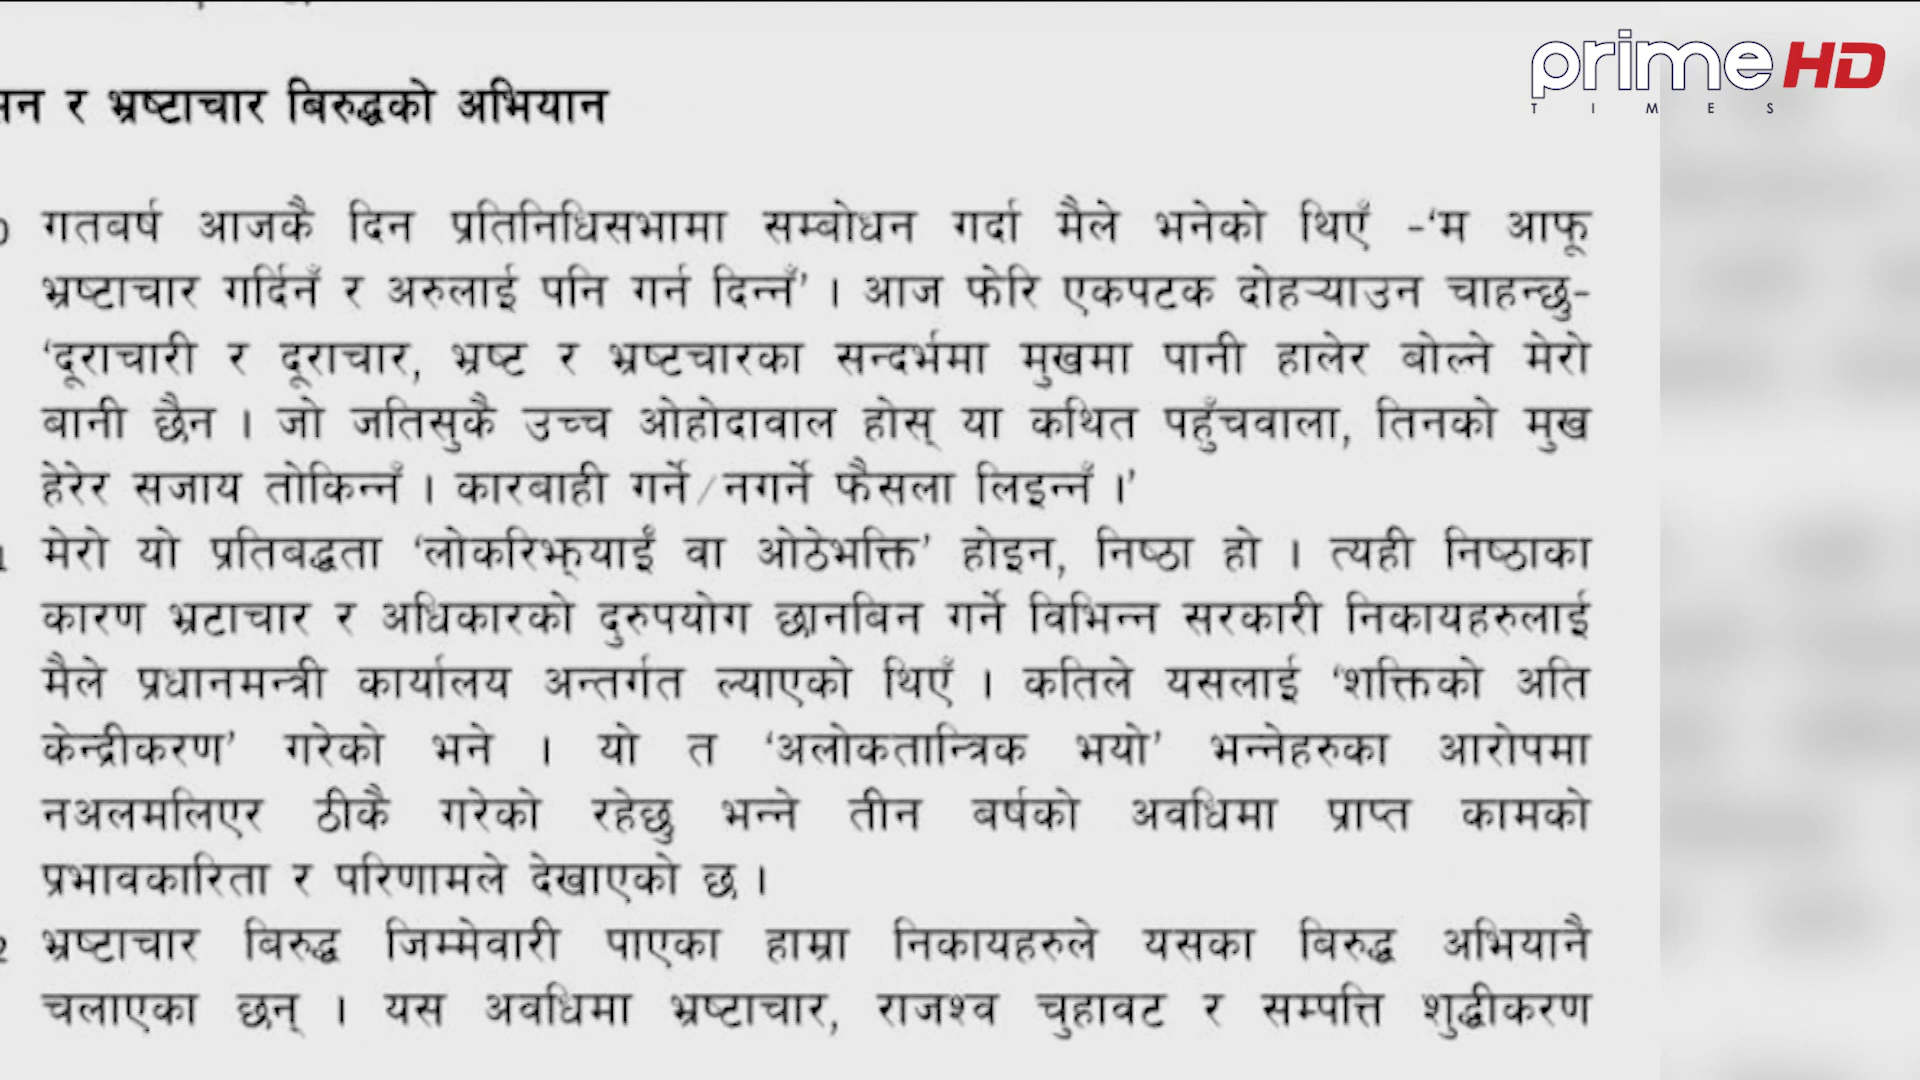 prime HD
TIMES
र भ्रष्टाचार बिरुद्धको अभियान
गतबर्ष आजकै दिन प्रतिनिधिसभामा सम्बोधन गर्दा मैले भनेको थिएँ -‘म आफू
भ्रष्टाचार गर्दिनँ र अरुलाई पनि गर्न दिन्नँ’ । आज फेरि एकपटक दोहऱ्याउन चाहन्छु-
‘दूराचारी र दूराचार, भ्रष्ट र भ्रष्टचारका सन्दर्भमा मुखमा पानी हालेर बोल्ने मेरो
बानी छैन । जो जतिसुकै उच्च ओहोदावाल होस् या कथित पहुँचवाला, तिनको मुख
हेरेर सजाय तोकिन्नँ । कारबाही गर्ने/नगर्ने फैसला लिइन्नँ ।’
मेरो यो प्रतिबद्धता ‘लोकरिझ्याईं वा ओठेभक्ति’ होइन, निष्ठा हो । त्यही निष्ठाका
कारण भ्रटाचार र अधिकारको दुरुपयोग छानबिन गर्ने विभिन्न सरकारी निकायहरुलाई
मैले प्रधानमन्त्री कार्यालय अन्तर्गत ल्याएको थिएँ । कतिले यसलाई ‘शक्तिको अति
केन्द्रीकरण’ गरेको भने । यो त ‘अलोकतान्त्रिक भयो’ भन्नेहरुका आरोपमा
नअलमलिएर ठीकै गरेको रहेछु भन्ने तीन बर्षको अवधिमा प्राप्त कामको
प्रभावकारिता र परिणामले देखाएको छ ।
भ्रष्टाचार बिरुद्ध जिम्मेवारी पाएका हाम्रा निकायहरुले यसका बिरुद्ध अभियानै
चलाएका छन् । यस अवधिमा भ्रष्टाचार, राजश्व चुहावट र सम्पत्ति शुद्धीकरण